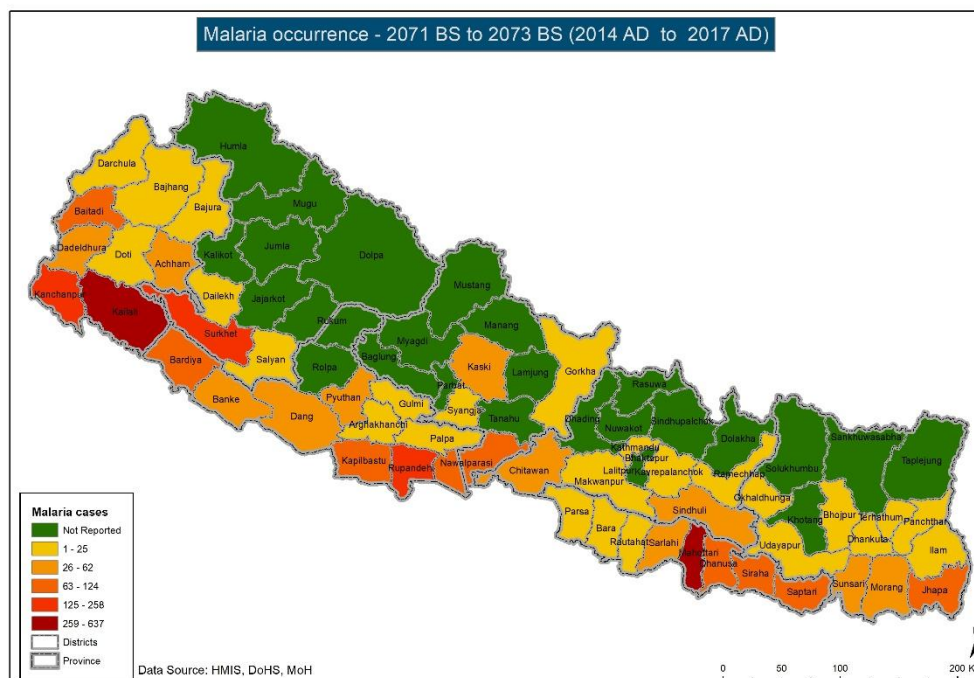 Malaria occurrence - 2071 BS to 2073 BS (2014 AD to 2017 AD)
Humla
Darchula
Bajhang
Bajura
Mugu
Baitadi
Dadeldhura
Doti
Achham
Kalikot
Jumla
Dolpa
Kanchanpur
Kailali
Dailekh
Jajarkot
Mustang
Surkhet
Rukum
Manang
Myagdi
Bardiya
Salyan
Rolpa
Baglung
Kaski
Lamjung
Gorkha
Banke
Dang
Pyuthan
Gulmi
Parbat
Syangja
Tanahu
Arghakhanchi
Palpa
Rasuwa
Dhading
Nuwakot
Sindhupalchok
Dolakha
Kapilbastu
Rupandehi
Nawalparasi
Chitawan
Kathmandu
Bhaktapur
Lalitpur
Kavrepalanchok
Ramechhap
Solukhumbu
Sankhuwasabha
Taplejung
Makwanpur
Okhaldhunga
Parsa
Bara
Rautahat
Sindhuli
Khotang
Bhojpur
Terhathum
Panchthar
Dhankuta
Sarlahi
Mahottari
Dhanusa
Udayapur
Ilam
Siraha
Saptari
Sunsari
Morang
Jhapa
Malaria cases
Not Reported
1 - 25
26 - 62
63 - 124
125 - 258
259 - 637
Districts
Province
Data Source: HMIS, DoHS, MoH
0 50 100 200 K